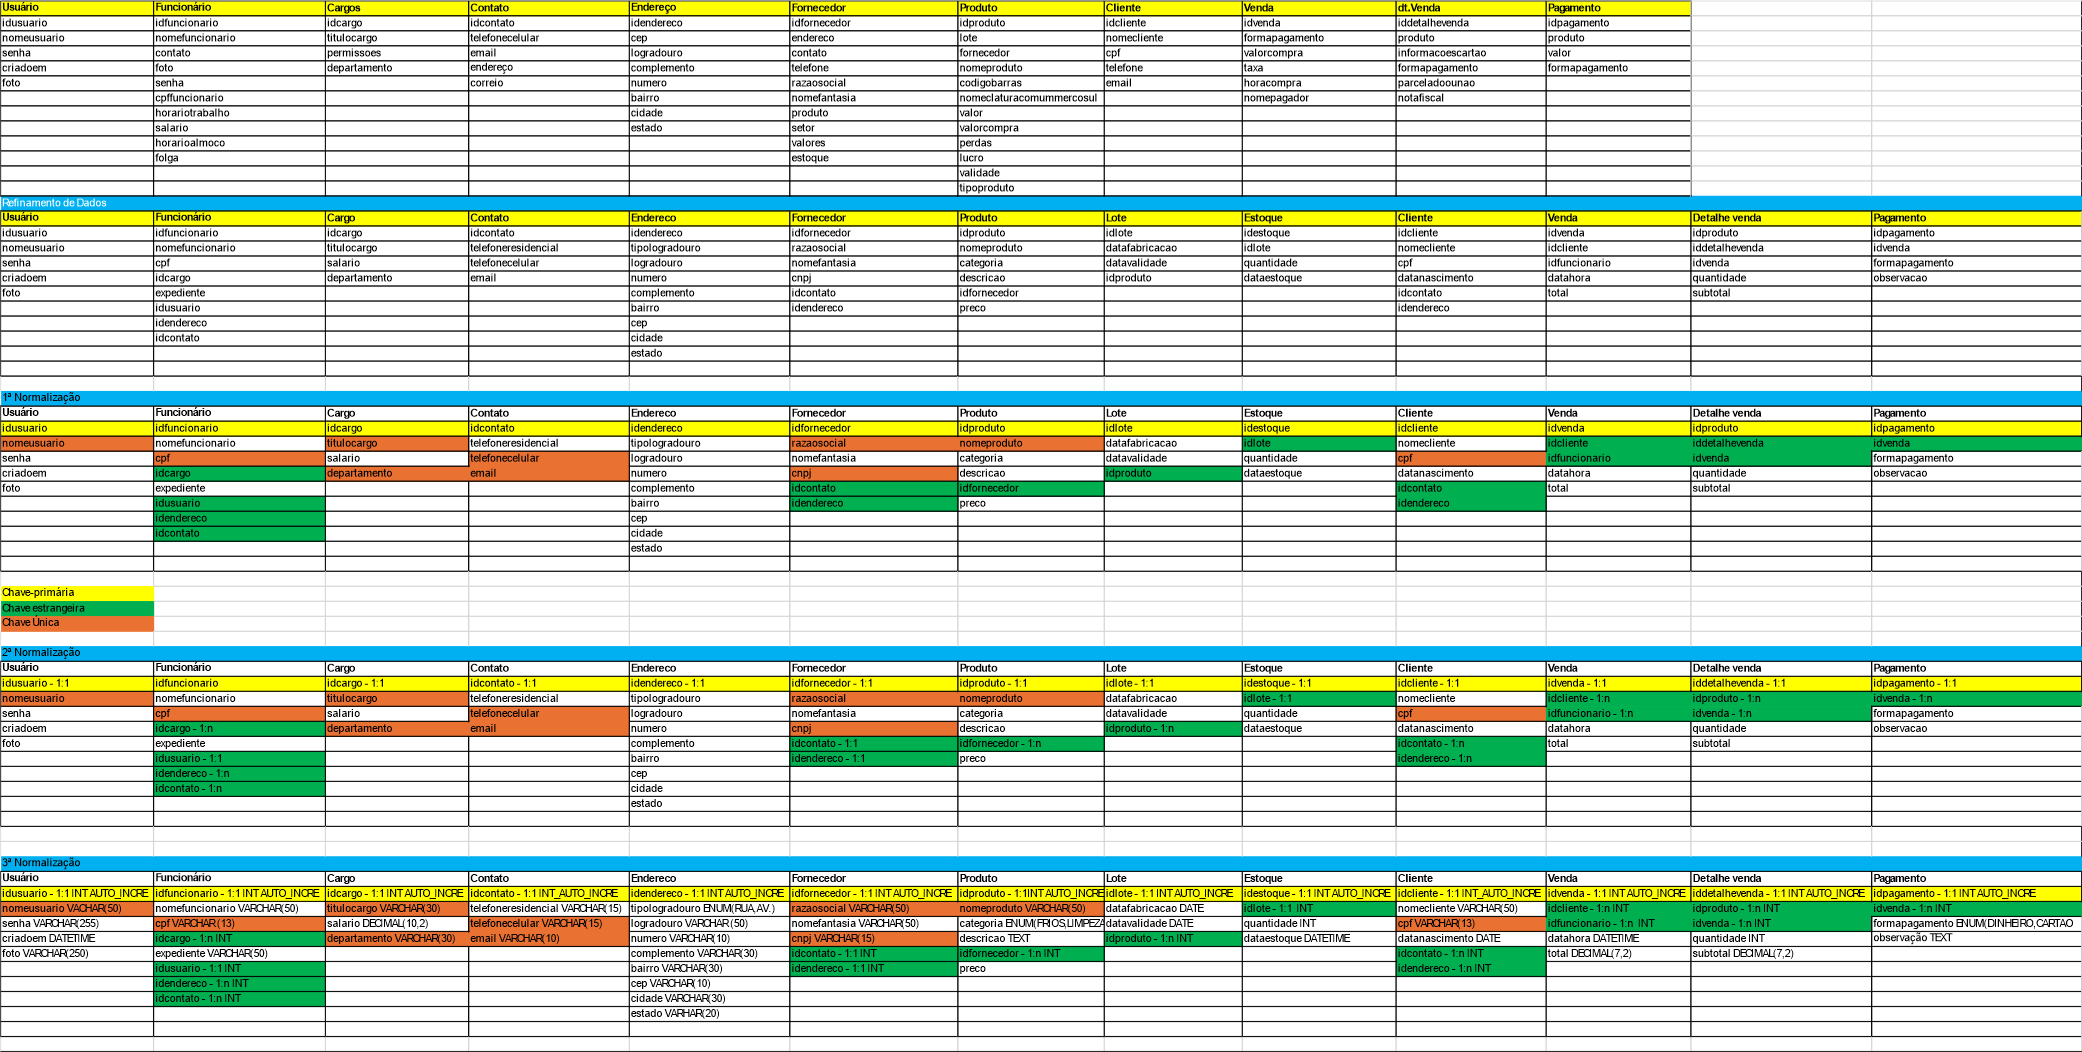 Usuário Funcionário Cargos Contato Endereço Fornecedor Produto Cliente Venda dt.Venda Pagamento
idusuario idfuncionario idcargo idcontato idendereco idfornecedor idproduto idcliente idvenda iddetalhevenda idpagamento
nomeusuario nomefuncionario titulocargo telefonecelular cep endereco lote nomecliente formapagamento produto produto
senha contato permissoes email logradouro contato fornecedor cpf valorcompra informacoescartao valor
criadoem foto departamento endereço complemento telefone nomeproduto telefone taxa formapagamento formapagamento
foto senha correio numero razaosocial codigobarras email horacompra parceladoounao
cpffuncionario bairro nomefantasia nomeclaturacomummercosul nomepagador notafiscal
horariotrabalho cidade produto valor
salario estado setor valorcompra
horarioalmoco valores perdas
folga estoque lucro
validade
tipoproduto
Refinamento de Dados
Usuário Funcionário Cargo Contato Endereco Fornecedor Produto Lote Estoque Cliente Venda Detalhe venda Pagamento
idusuario idfuncionario idcargo idcontato idendereco idfornecedor idproduto idlote idestoque idcliente idvenda idproduto idpagamento
nomeusuario nomefuncionario titulocargo telefoneresidencial tipologradouro razaosocial nomeproduto datafabricacao idlote nomecliente idcliente iddetalhevenda idvenda
senha cpf salario telefonecelular logradouro nomefantasia categoria datavalidade quantidade cpf idfuncionario idvenda formapagamento
criadoem idcargo departamento email numero cnpj descricao idproduto dataestoque datanascimento datahora quantidade observacao
foto expediente complemento idcontato idfornecedor idcontato total subtotal
idusuario bairro idendereco preco idendereco
idendereco cep
idcontato cidade
estado
1ª Normalização
Usuário Funcionário Cargo Contato Endereco Fornecedor Produto Lote Estoque Cliente Venda Detalhe venda Pagamento
idusuario idfuncionario idcargo idcontato idendereco idfornecedor idproduto idlote idestoque idcliente idvenda idproduto idpagamento
nomeusuario nomefuncionario titulocargo telefoneresidencial tipologradouro razaosocial nomeproduto datafabricacao idlote nomecliente idcliente iddetalhevenda idvenda
senha cpf salario telefonecelular logradouro nomefantasia categoria datavalidade quantidade cpf idfuncionario idvenda formapagamento
criadoem idcargo departamento email numero cnpj descricao idproduto dataestoque datanascimento datahora quantidade observacao
foto expediente complemento idcontato idfornecedor idcontato total subtotal
idusuario bairro idendereco preco idendereco
idendereco cep
idcontato cidade
estado
Chave-primária
Chave estrangeira
Chave Única
2ª Normalização
Usuário Funcionário Cargo Contato Endereco Fornecedor Produto Lote Estoque Cliente Venda Detalhe venda Pagamento
idusuario - 1:1 idfuncionario idcargo - 1:1 idcontato - 1:1 idendereco - 1:1 idfornecedor - 1:1 idproduto - 1:1 idlote - 1:1 idestoque - 1:1 idcliente - 1:1 idvenda - 1:1 iddetalhevenda - 1:1 idpagamento - 1:1
nomeusuario nomefuncionario titulocargo telefoneresidencial tipologradouro razaosocial nomeproduto datafabricacao idlote - 1:1 nomecliente idcliente - 1:n idproduto - 1:n idvenda - 1:n
senha cpf salario telefonecelular logradouro nomefantasia categoria datavalidade quantidade cpf idfuncionario - 1:n idvenda - 1:n formapagamento
criadoem idcargo - 1:n departamento email numero cnpj descricao idproduto - 1:n dataestoque datanascimento datahora quantidade observacao
foto expediente complemento idcontato - 1:1 idfornecedor - 1:n idcontato - 1:n total subtotal
idusuario - 1:1 bairro idendereco - 1:1 preco idendereco - 1:n
idendereco - 1:n cep
idcontato - 1:n cidade
estado
3ª Normalização
Usuário Funcionário Cargo Contato Endereco Fornecedor Produto Lote Estoque Cliente Venda Detalhe venda Pagamento
idusuario - 1:1 INT AUTO_INCRE idfuncionario - 1:1 INT AUTO_INCRE idcargo - 1:1 INT AUTO_INCRE idcontato - 1:1 INT_AUTO_INCRE idendereco - 1:1 INT AUTO_INCRE idfornecedor - 1:1 INT AUTO_INCRE idproduto - 1:1INT AUTO_INCRE idlote - 1:1 INT AUTO_INCRE idestoque - 1:1 INT AUTO_INCRE idcliente - 1:1 INT_AUTO_INCRE idvenda - 1:1 INT AUTO_INCRE iddetalhevenda - 1:1 INT AUTO_INCRE idpagamento - 1:1 INT AUTO_INCRE
nomeusuario VACHAR(50) nomefuncionario VARCHAR(50) titulocargo VARCHAR(30) telefoneresidencial VARCHAR(15) tipologradouro ENUM(RUA,AV.) razaosocial VARCHAR(50) nomeproduto VARCHAR(50) datafabricacao DATE idlote - 1:1 INT nomecliente VARCHAR(50) idcliente - 1:n INT idproduto - 1:n INT idvenda - 1:n INT
senha VARCHAR(255) cpf VARCHAR (13) salario DECIMAL(10,2) telefonecelular VARCHAR(15) logradouro VARCHAR (50) nomefantasia VARCHAR(50) categoria ENUM(FRIOS,LIMPEZA datavalidade DATE quantidade INT cpf VARCHAR(13) idfuncionario - 1:n INT idvenda - 1:n INT formapagamento ENUM(DINHEIRO,CARTAO
criadoem DATETIME idcargo - 1:n INT departamento VARCHAR(30) email VARCHAR(10) numero VARCHAR(10) cnpj VARCHAR(15) descricao TEXT idproduto - 1:n INT dataestoque DATETIME datanascimento DATE datahora DATETIME quantidade INT observação TEXT
foto VARCHAR(250) expediente VARCHAR(50) complemento VARCHAR(30) idcontato - 1:1 INT idfornecedor - 1:n INT idcontato - 1:n INT total DECIMAL(7,2) subtotal DECIMAL(7,2)
idusuario - 1:1 INT bairro VARCHAR(30) idendereco - 1:1 INT preco idendereco - 1:n INT
idendereco - 1:n INT cep VARCHAR(10)
idcontato - 1:n INT cidade VARCHAR(30)
estado VARHAR(20)